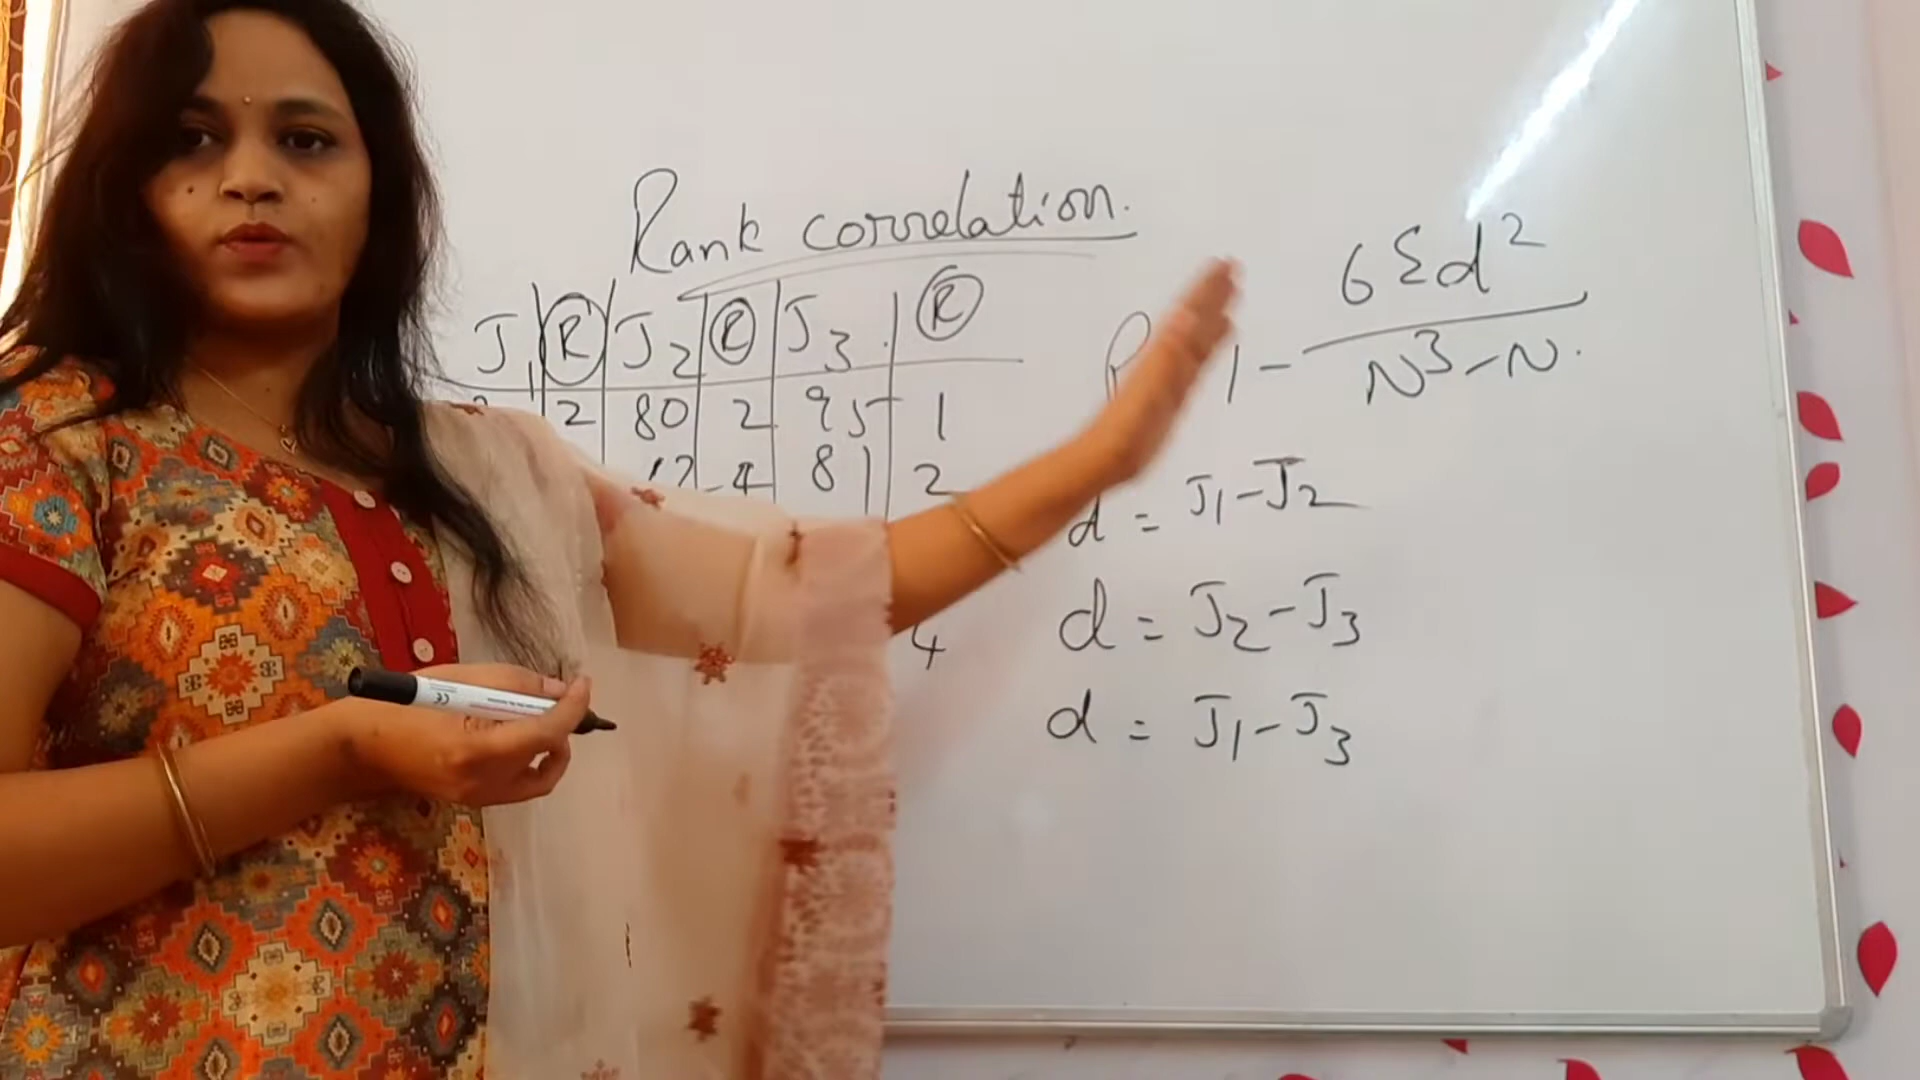 Rank correlation.
J1 R J2 R J3 R
2 80 2 95 1
4 81 2
4
1 - 6Σd² / N³-N.
d = J1-J2
d = J2-J3
d = J1-J3